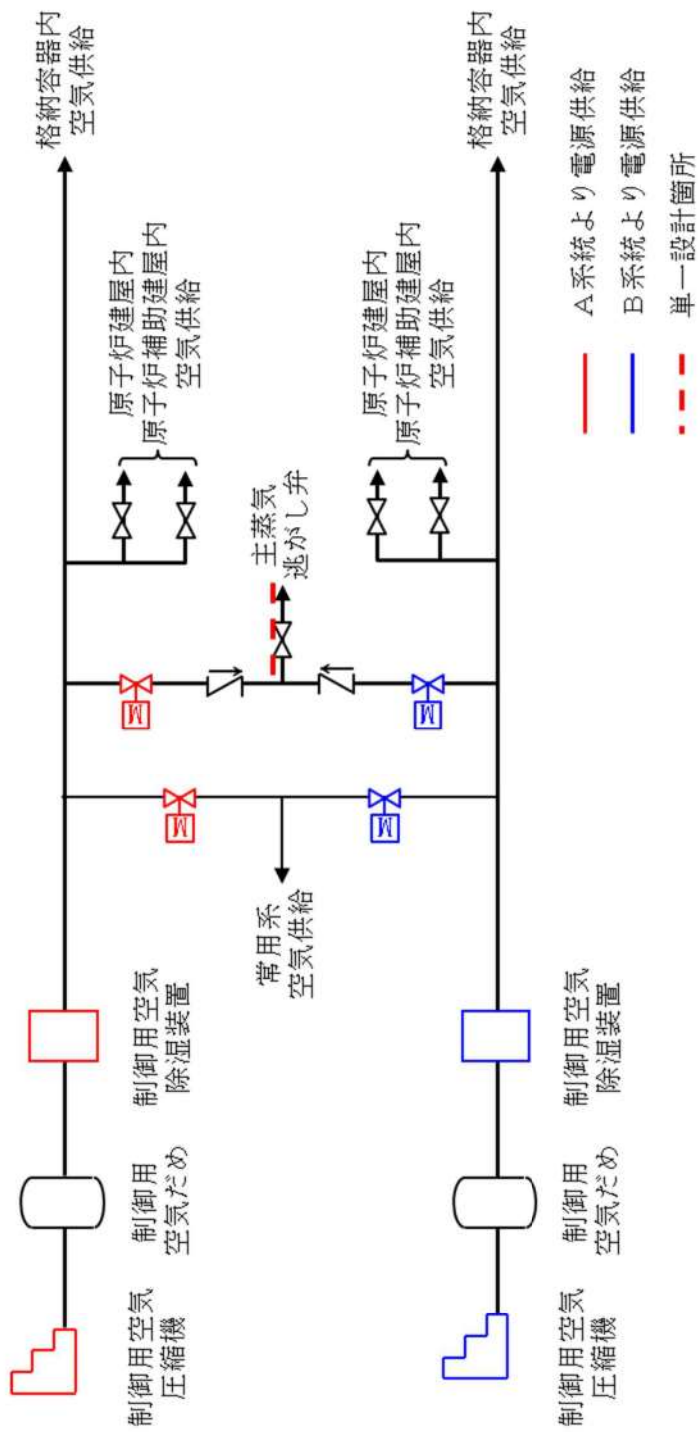 制御用空気
圧縮機
制御用
空気だめ
制御用空気
除湿装置
常用系
空気供給
M
M
主蒸気
逃がし弁
M
M
原子炉建屋内
原子炉補助建屋内
空気供給
格納容器内
空気供給
制御用空気
圧縮機
制御用
空気だめ
制御用空気
除湿装置
原子炉建屋内
原子炉補助建屋内
空気供給
格納容器内
空気供給
A系統より電源供給
B系統より電源供給
単一設計箇所